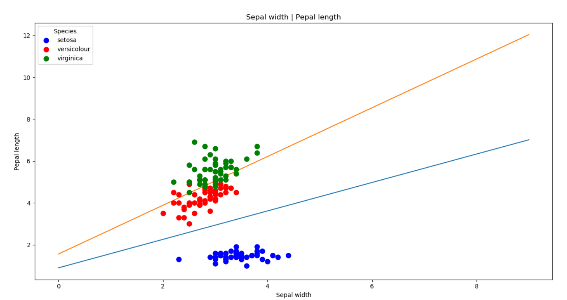 Sepal width | Pepal length
Species
setosa
versicolour
virginica
12
10
8
6
4
2
Pepal length
0
2
4
6
8
Sepal width